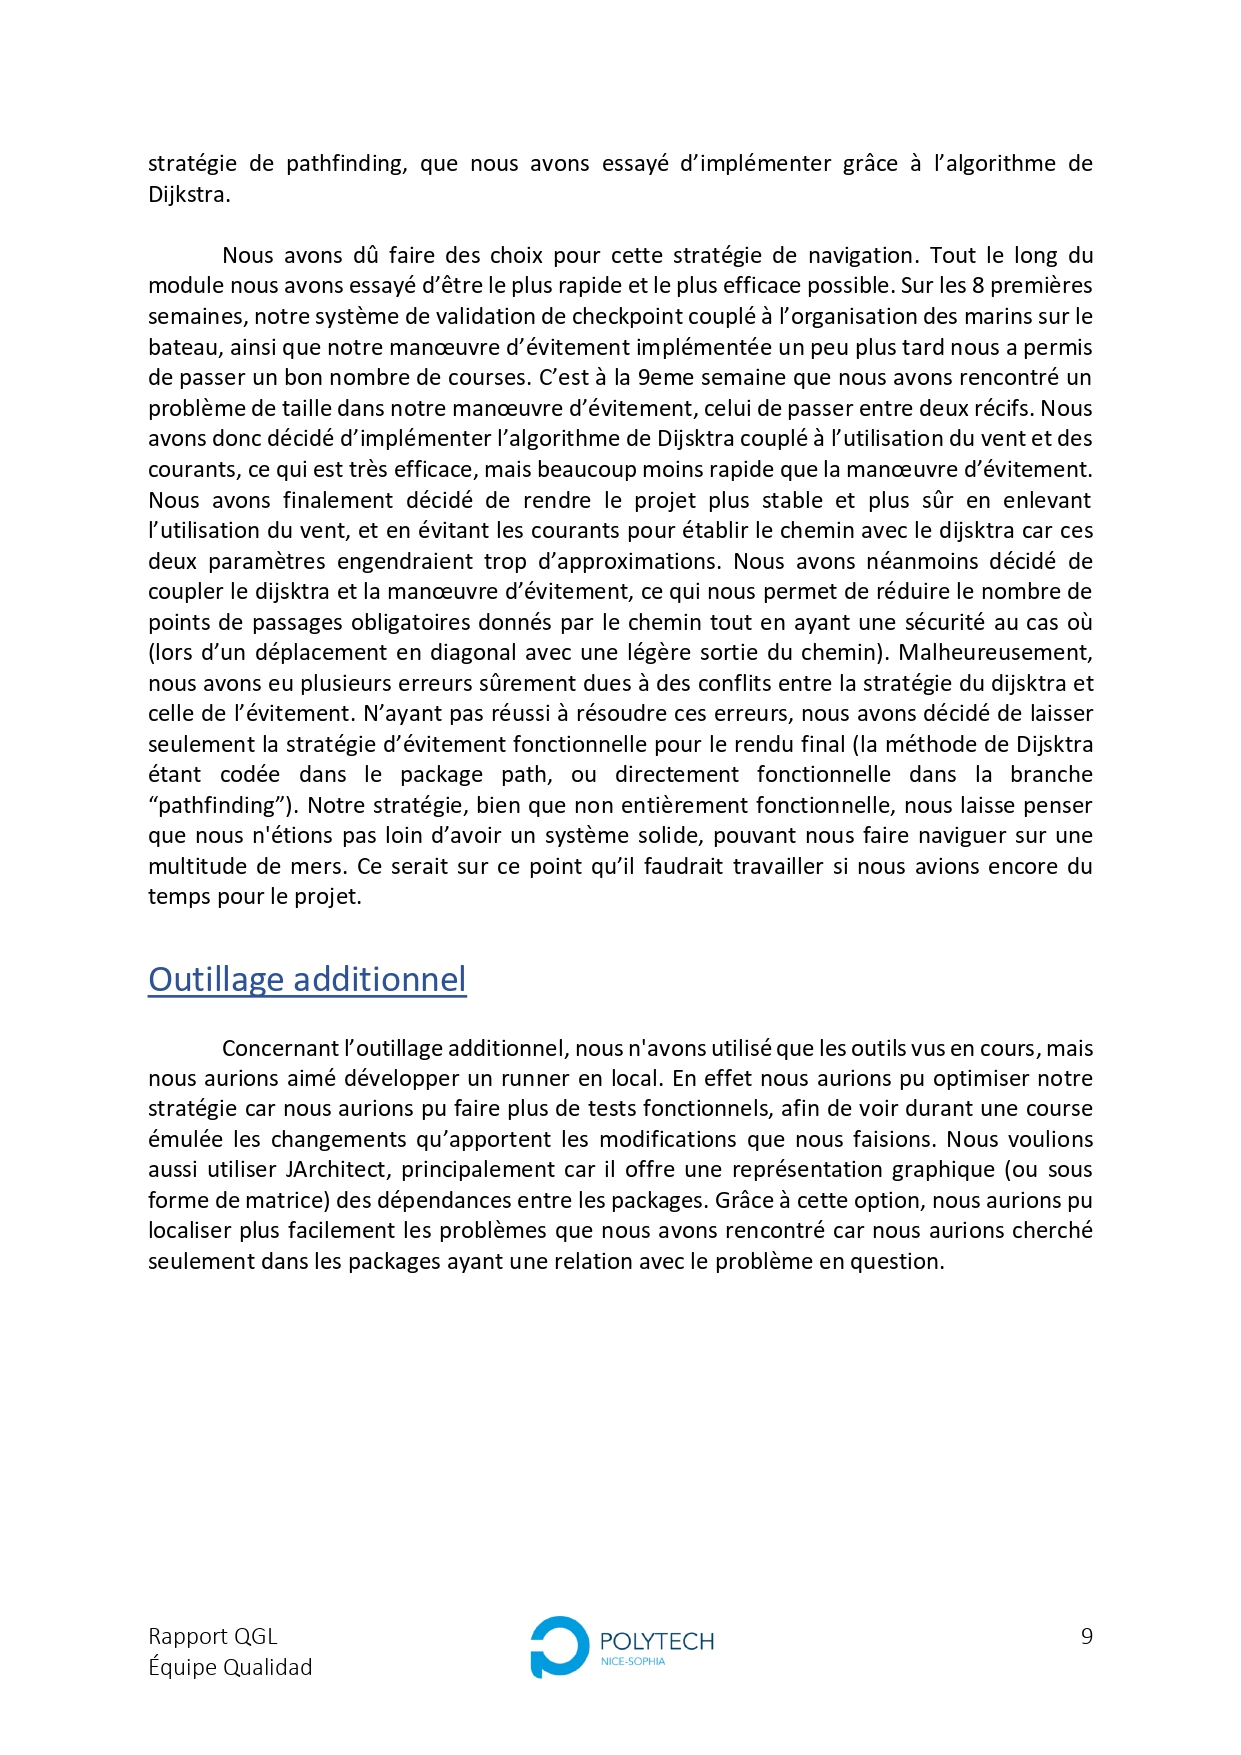 stratégie de pathfinding, que nous avons essayé d’implémenter grâce à l’algorithme de
Dijkstra.
Nous avons dû faire des choix pour cette stratégie de navigation. Tout le long du
module nous avons essayé d’être le plus rapide et le plus efficace possible. Sur les 8 premières
semaines, notre système de validation de checkpoint couplé à l’organisation des marins sur le
bateau, ainsi que notre manœuvre d’évitement implémentée un peu plus tard nous a permis
de passer un bon nombre de courses. C’est à la 9eme semaine que nous avons rencontré un
problème de taille dans notre manœuvre d’évitement, celui de passer entre deux récifs. Nous
avons donc décidé d’implémenter l’algorithme de Dijsktra couplé à l’utilisation du vent et des
courants, ce qui est très efficace, mais beaucoup moins rapide que la manœuvre d’évitement.
Nous avons finalement décidé de rendre le projet plus stable et plus sûr en enlevant
l’utilisation du vent, et en évitant les courants pour établir le chemin avec le dijsktra car ces
deux paramètres engendraient trop d’approximations. Nous avons néanmoins décidé de
coupler le dijsktra et la manœuvre d’évitement, ce qui nous permet de réduire le nombre de
points de passages obligatoires donnés par le chemin tout en ayant une sécurité au cas où
(lors d’un déplacement en diagonal avec une légère sortie du chemin). Malheureusement,
nous avons eu plusieurs erreurs sûrement dues à des conflits entre la stratégie du dijsktra et
celle de l’évitement. N’ayant pas réussi à résoudre ces erreurs, nous avons décidé de laisser
seulement la stratégie d’évitement fonctionnelle pour le rendu final (la méthode de Dijsktra
étant codée dans le package path, ou directement fonctionnelle dans la branche
“pathfinding”). Notre stratégie, bien que non entièrement fonctionnelle, nous laisse penser
que nous n'étions pas loin d’avoir un système solide, pouvant nous faire naviguer sur une
multitude de mers. Ce serait sur ce point qu’il faudrait travailler si nous avions encore du
temps pour le projet.
Outillage additionnel
Concernant l’outillage additionnel, nous n'avons utilisé que les outils vus en cours, mais
nous aurions aimé développer un runner en local. En effet nous aurions pu optimiser notre
stratégie car nous aurions pu faire plus de tests fonctionnels, afin de voir durant une course
émulée les changements qu’apportent les modifications que nous faisions. Nous voulions
aussi utiliser JArchitect, principalement car il offre une représentation graphique (ou sous
forme de matrice) des dépendances entre les packages. Grâce à cette option, nous aurions pu
localiser plus facilement les problèmes que nous avons rencontré car nous aurions cherché
seulement dans les packages ayant une relation avec le problème en question.
Rapport QGL
Équipe Qualidad
POLYTECH
NICE-SOPHIA
9